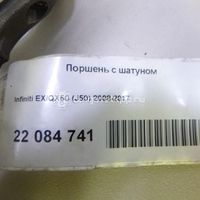 Поршень с шатуном
Infiniti EX/QX50 (J50) 2008-2017
22 084 741